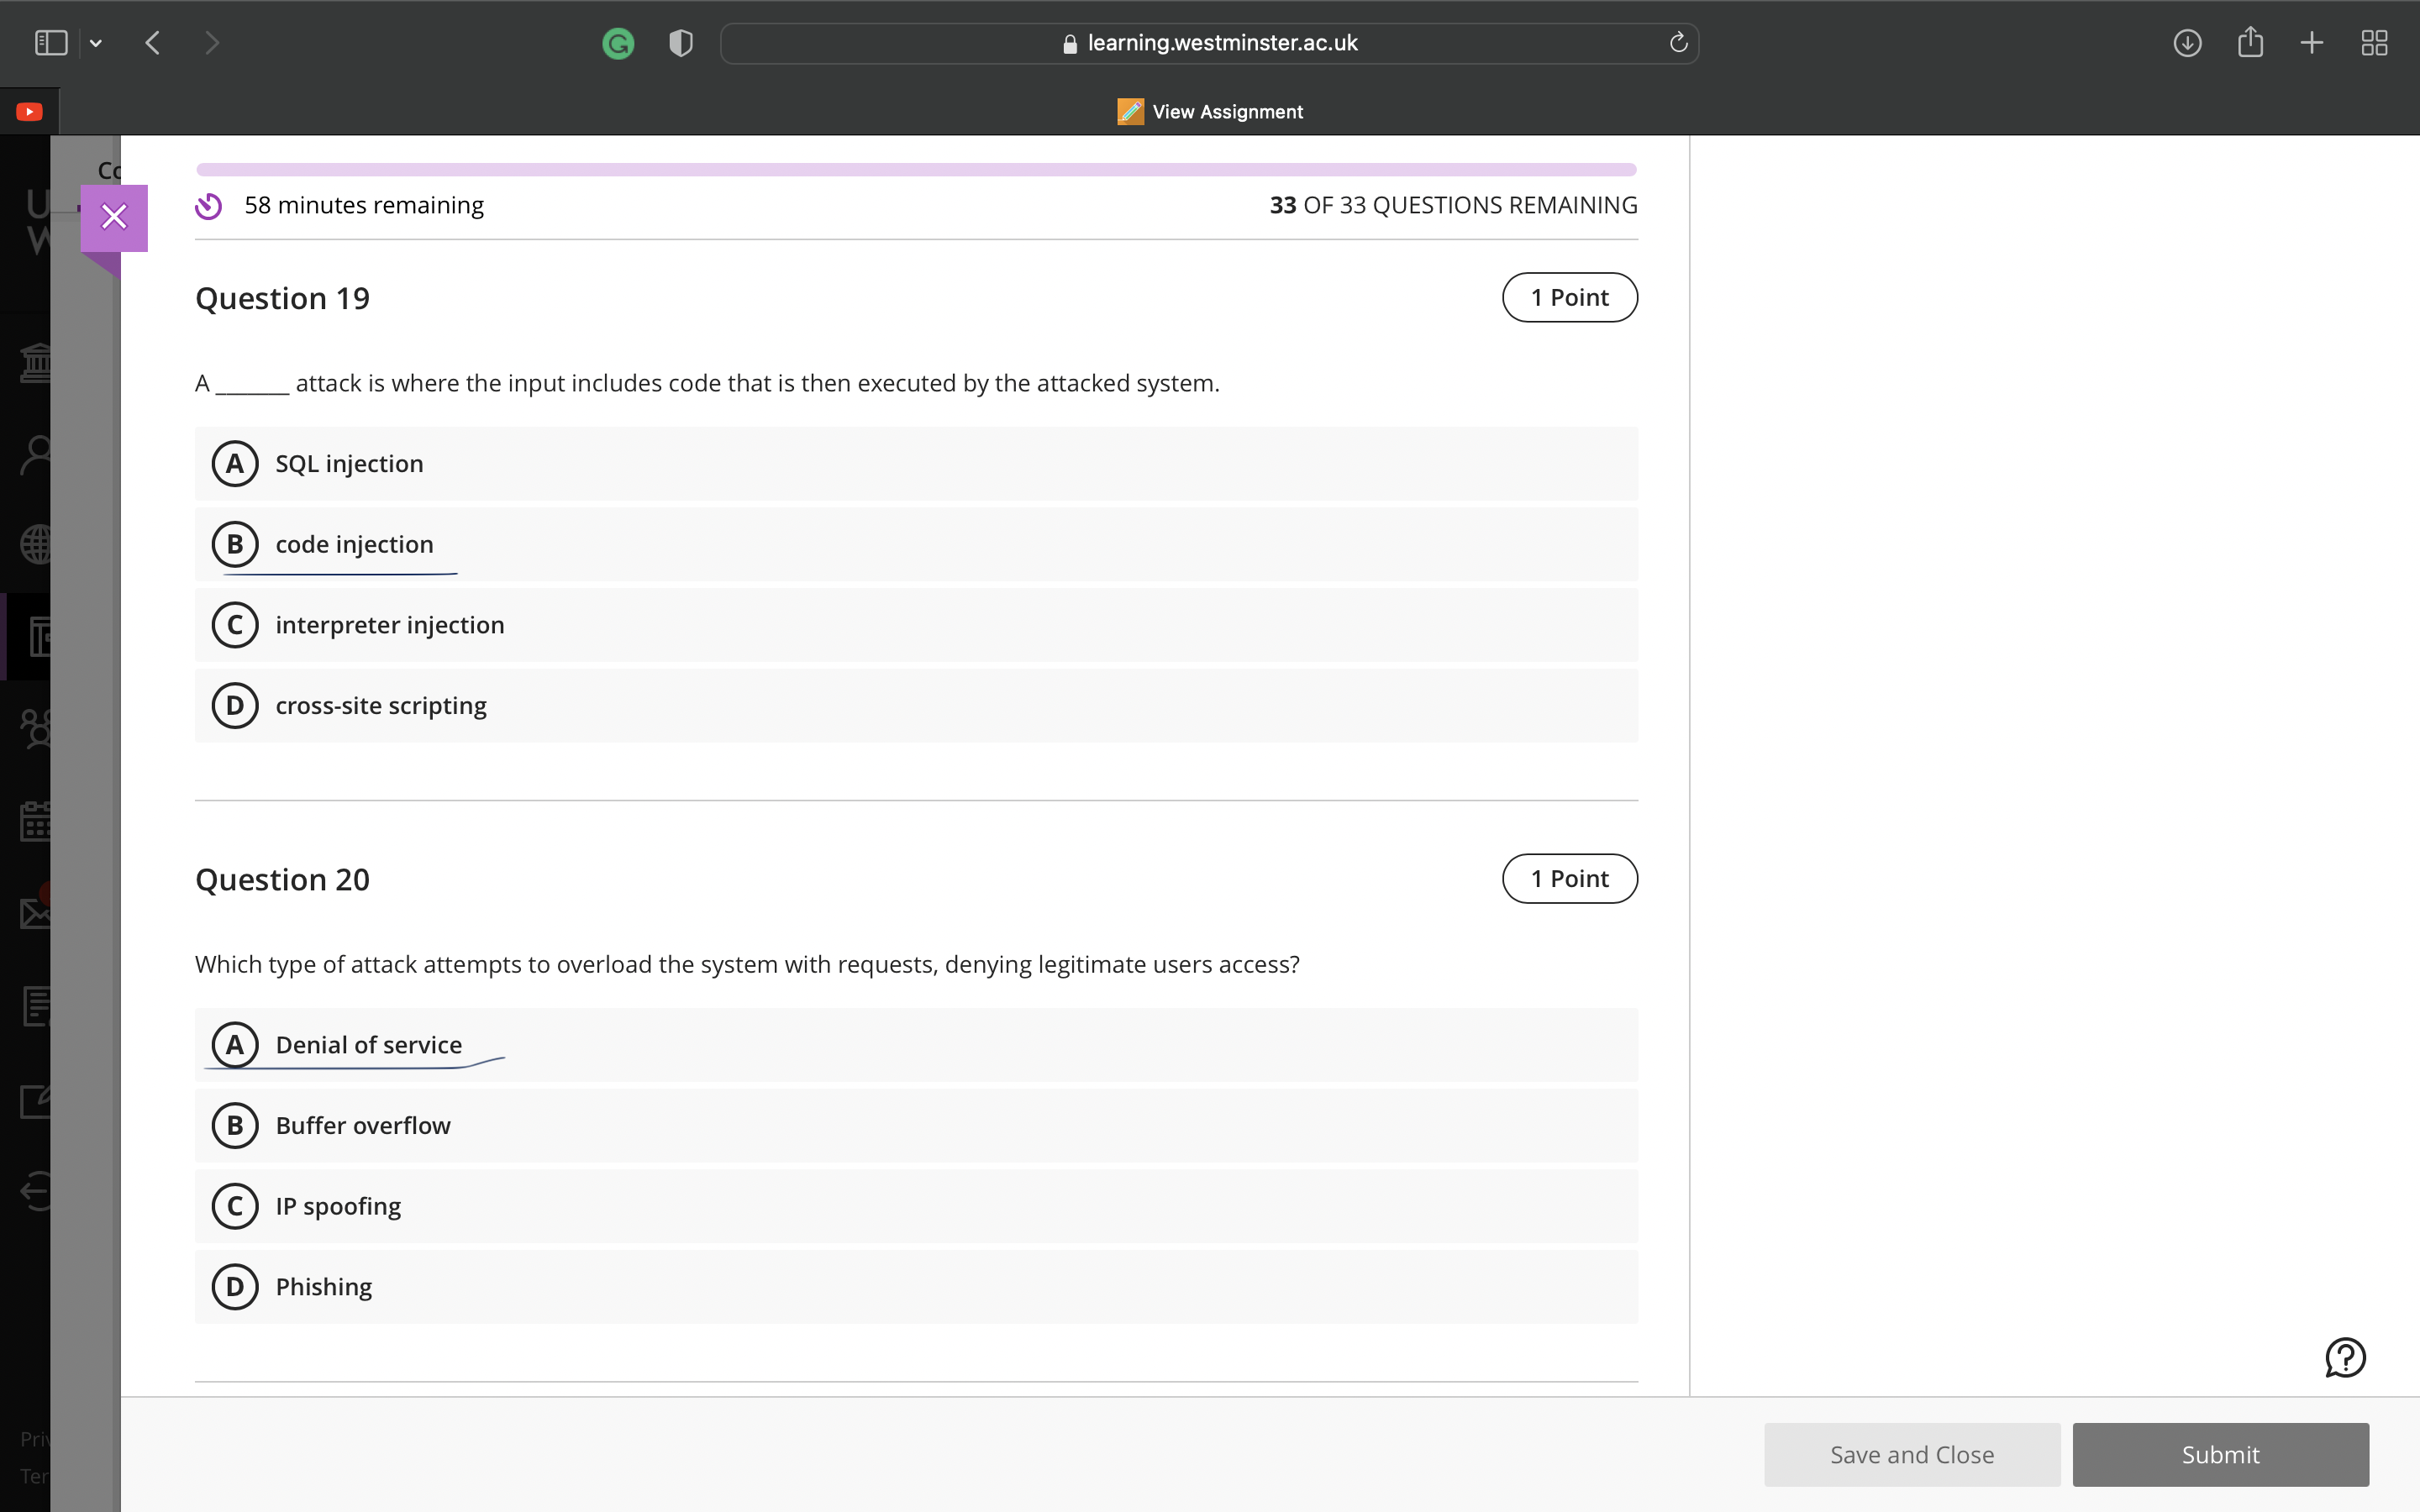 learning.westminster.ac.uk
View Assignment
Co
U
W
58 minutes remaining
33 OF 33 QUESTIONS REMAINING
Question 19
1 Point
A ______ attack is where the input includes code that is then executed by the attacked system.
A SQL injection
B code injection
C interpreter injection
D cross-site scripting
Question 20
1 Point
Which type of attack attempts to overload the system with requests, denying legitimate users access?
A Denial of service
B Buffer overflow
C IP spoofing
D Phishing
Priv
Ter
Save and Close
Submit